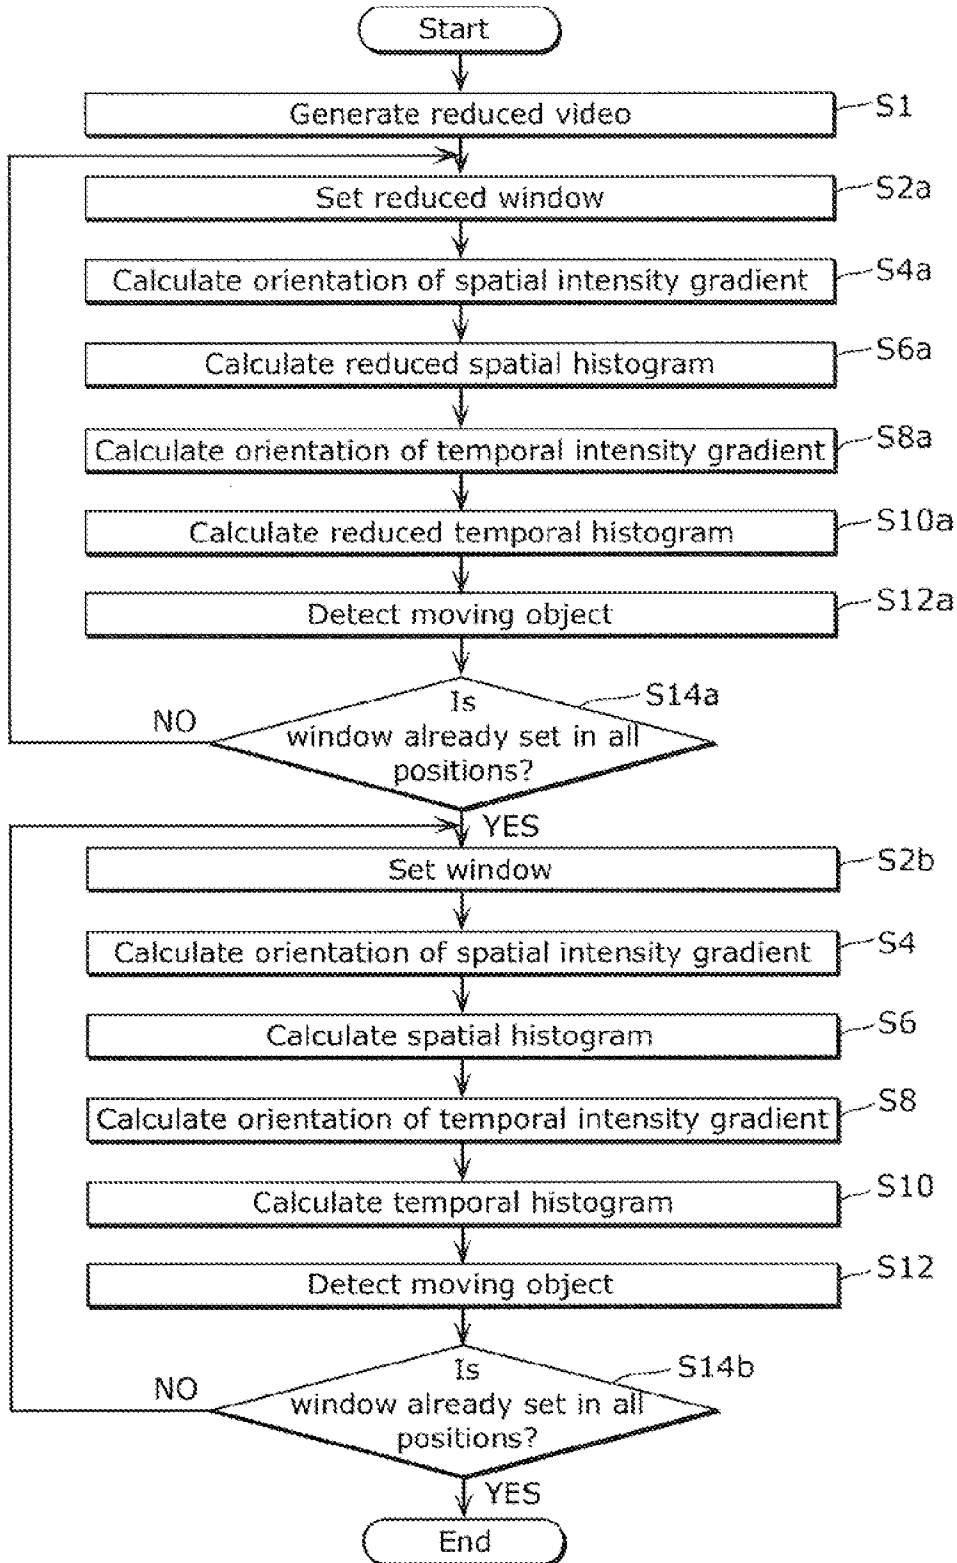 Start
Generate reduced video
S1
Set reduced window
S2a
Calculate orientation of spatial intensity gradient
S4a
Calculate reduced spatial histogram
S6a
Calculate orientation of temporal intensity gradient
S8a
Calculate reduced temporal histogram
S10a
Detect moving object
S12a
Is
window already set in all
positions?
S14a
NO
YES
Set window
S2b
Calculate orientation of spatial intensity gradient
S4
Calculate spatial histogram
S6
Calculate orientation of temporal intensity gradient
S8
Calculate temporal histogram
S10
Detect moving object
S12
Is
window already set in all
positions?
S14b
NO
YES
End